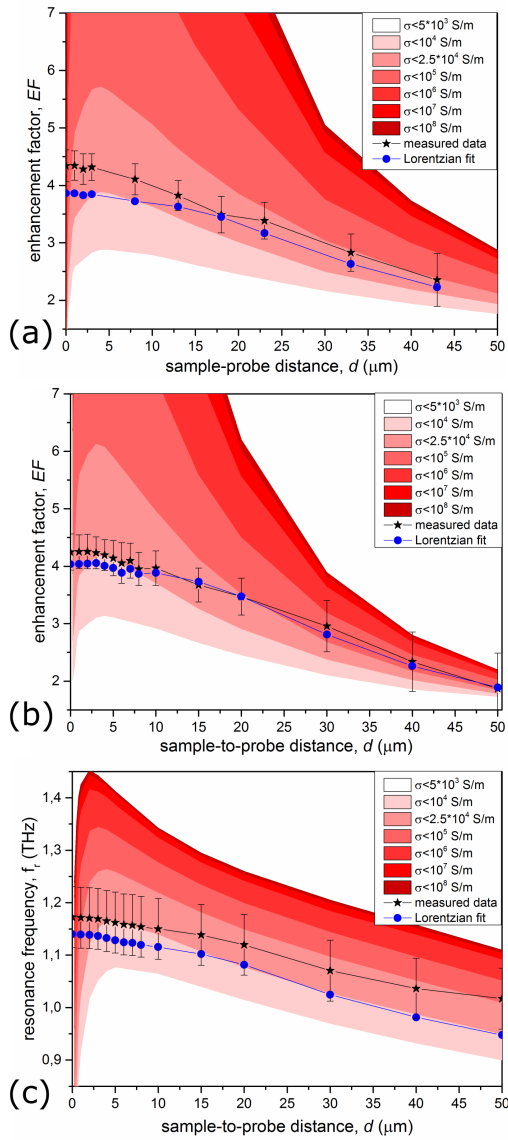 7
6
5
4
3
2
enhancement factor, EF
σ<5*10³ S/m
σ<10⁴ S/m
σ<2.5*10⁴ S/m
σ<10⁵ S/m
σ<10⁶ S/m
σ<10⁷ S/m
σ<10⁸ S/m
measured data
Lorentzian fit
0 5 10 15 20 25 30 35 40 45 50
sample-probe distance, d (μm)
(a)
7
6
5
4
3
2
enhancement factor, EF
σ<5*10³ S/m
σ<10⁴ S/m
σ<2.5*10⁴ S/m
σ<10⁵ S/m
σ<10⁶ S/m
σ<10⁷ S/m
σ<10⁸ S/m
measured data
Lorentzian fit
0 5 10 15 20 25 30 35 40 45 50
sample-to-probe distance, d (μm)
(b)
1,4
1,3
1,2
1,1
1,0
0,9
resonance frequency, fᵣ (THz)
σ<5*10³ S/m
σ<10⁴ S/m
σ<2.5*10⁴ S/m
σ<10⁵ S/m
σ<10⁶ S/m
σ<10⁷ S/m
σ<10⁸ S/m
measured data
Lorentzian fit
0 5 10 15 20 25 30 35 40 45 50
sample-to-probe distance, d (μm)
(c)